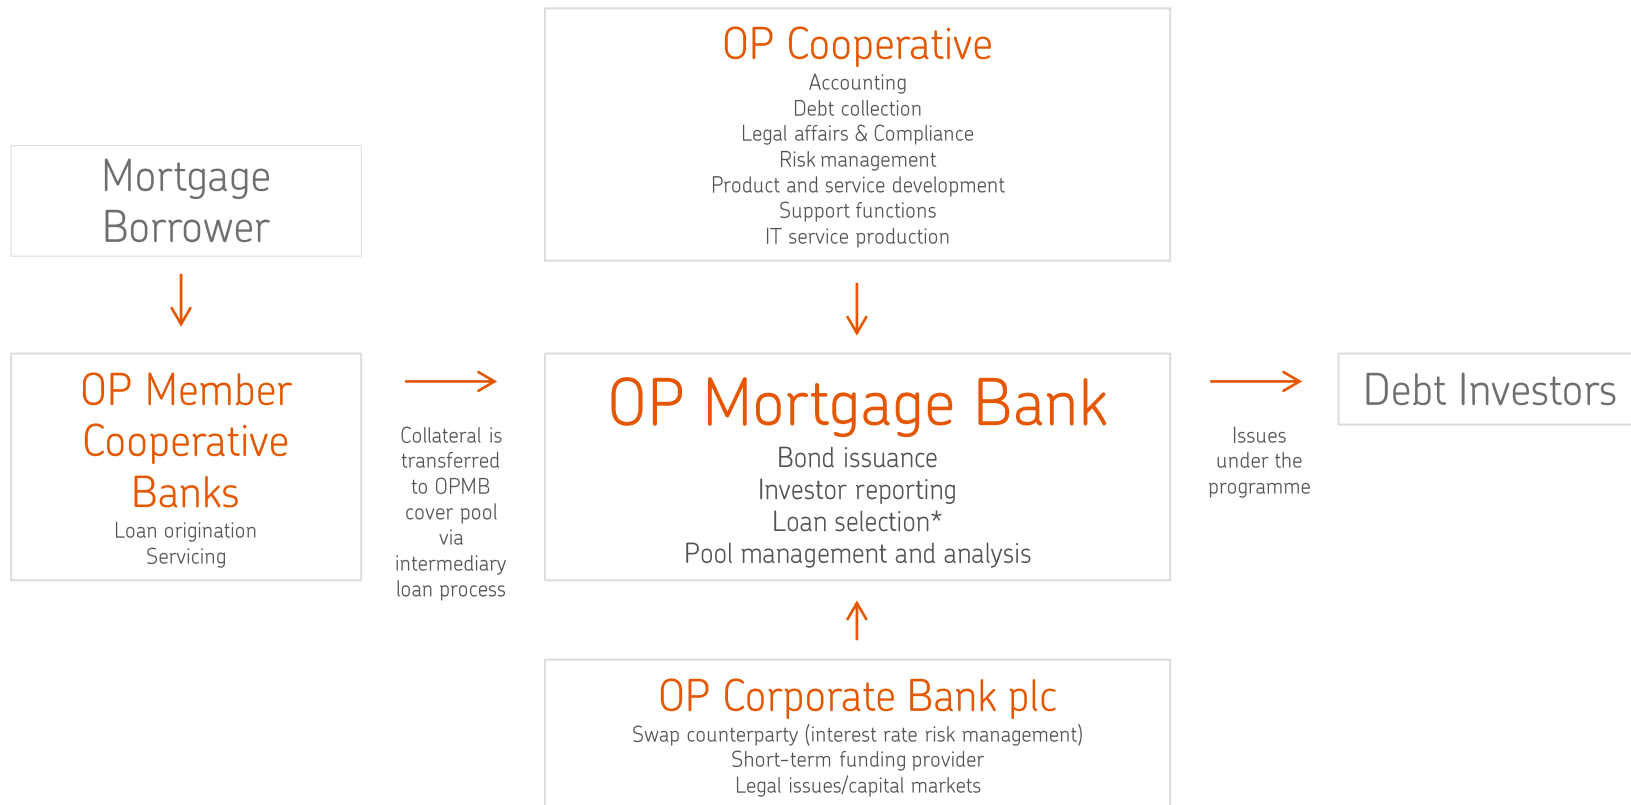 OP Cooperative
Accounting
Debt collection
Legal affairs & Compliance
Risk management
Product and service development
Support functions
IT service production
Mortgage
Borrower
OP Member
Cooperative
Banks
Loan origination
Servicing
Collateral is
transferred
to OPMB
cover pool
via
intermediary
loan process
OP Mortgage Bank
Bond issuance
Investor reporting
Loan selection*
Pool management and analysis
Issues
under the
programme
Debt Investors
OP Corporate Bank plc
Swap counterparty (interest rate risk management)
Short-term funding provider
Legal issues/capital markets